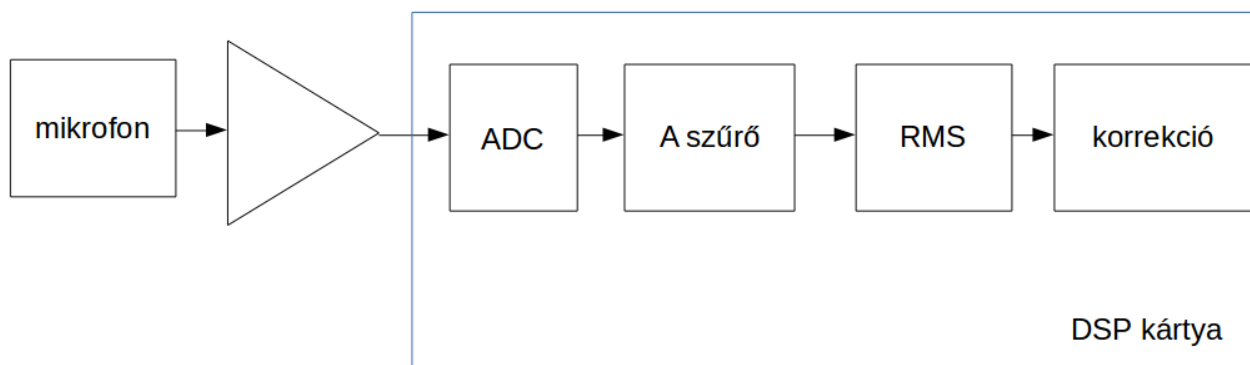 mikrofon
ADC
A szűrő
RMS
korrekció
DSP kártya